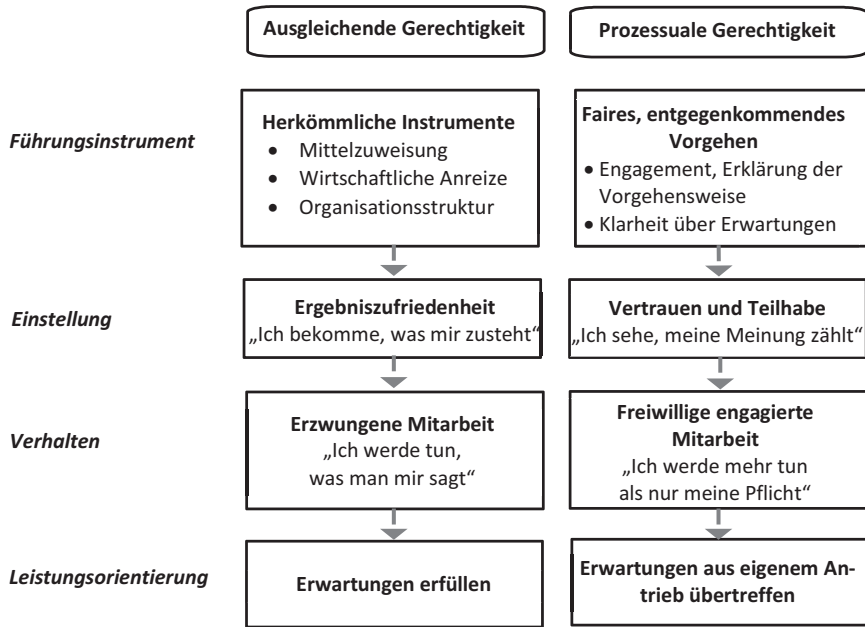 Ausgleichende Gerechtigkeit
Prozessuale Gerechtigkeit
Führungsinstrument
Herkömmliche Instrumente
• Mittelzuweisung
• Wirtschaftliche Anreize
• Organisationsstruktur
Faires, entgegenkommendes
Vorgehen
• Engagement, Erklärung der
Vorgehensweise
• Klarheit über Erwartungen
Einstellung
Ergebniszufriedenheit
„Ich bekomme, was mir zusteht“
Vertrauen und Teilhabe
„Ich sehe, meine Meinung zählt“
Verhalten
Erzwungene Mitarbeit
„Ich werde tun,
was man mir sagt“
Freiwillige engagierte
Mitarbeit
„Ich werde mehr tun
als nur meine Pflicht“
Leistungsorientierung
Erwartungen erfüllen
Erwartungen aus eigenem An-
trieb übertreffen